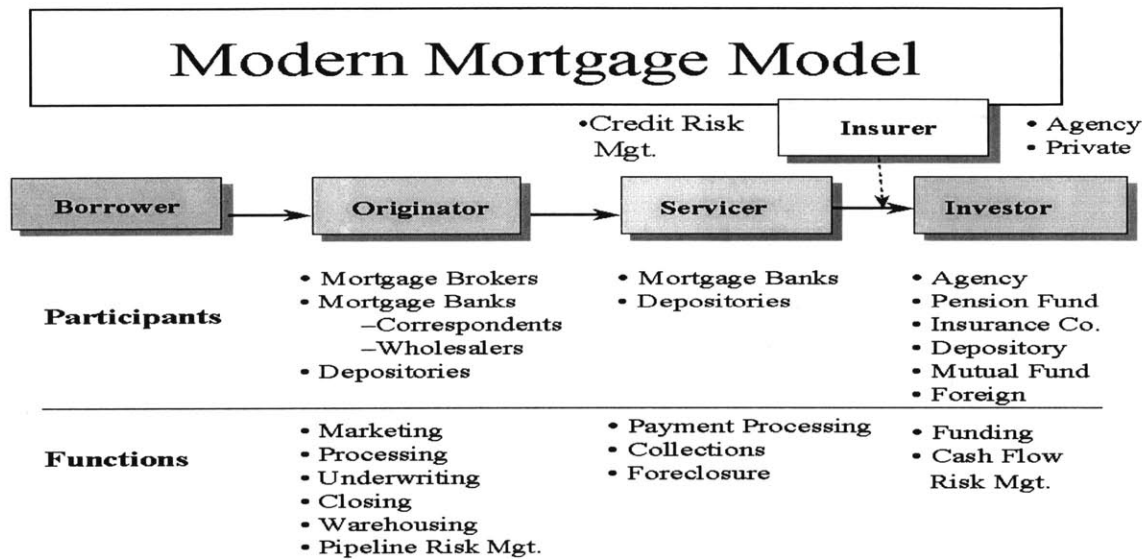 Modern Mortgage Model
•Credit Risk
Mgt.
Insurer
• Agency
• Private
Borrower
Originator
Servicer
Investor
Participants
• Mortgage Brokers
• Mortgage Banks
–Correspondents
–Wholesalers
• Depositories
• Mortgage Banks
• Depositories
• Agency
• Pension Fund
• Insurance Co.
• Depository
• Mutual Fund
• Foreign
Functions
• Marketing
• Processing
• Underwriting
• Closing
• Warehousing
• Pipeline Risk Mgt.
• Payment Processing
• Collections
• Foreclosure
• Funding
• Cash Flow
Risk Mgt.